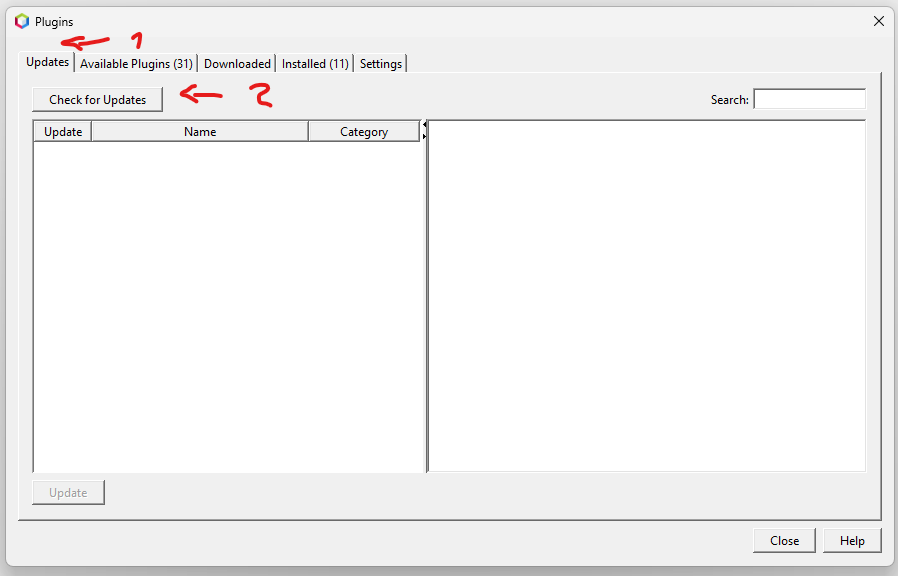 Plugins
1
Updates Available Plugins (31) Downloaded Installed (11) Settings
Check for Updates 2 Search:
Update Name Category
Update
Close Help